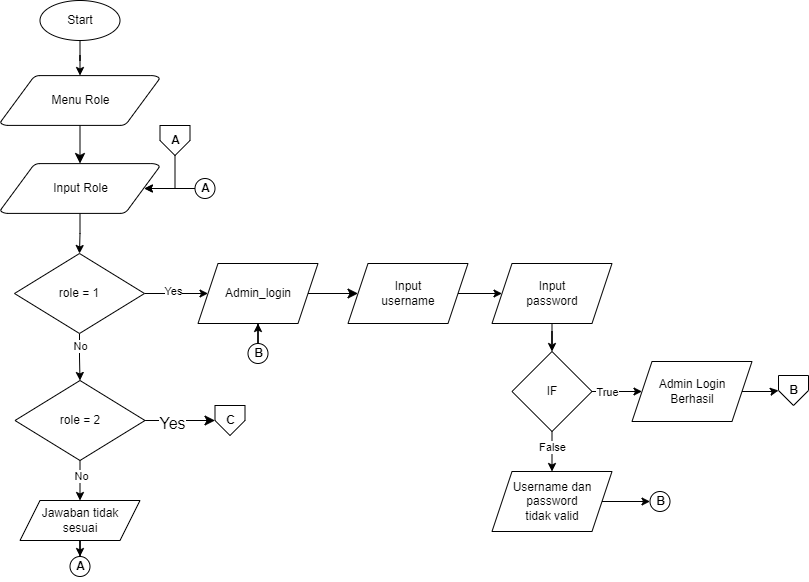 Start
Menu Role
A
Input Role
A
role = 1
Yes
Admin_login
Input
username
Input
password
B
No
role = 2
Yes
C
IF
True
Admin Login
Berhasil
B
False
No
Jawaban tidak
sesuai
A
Username dan
password
tidak valid
B